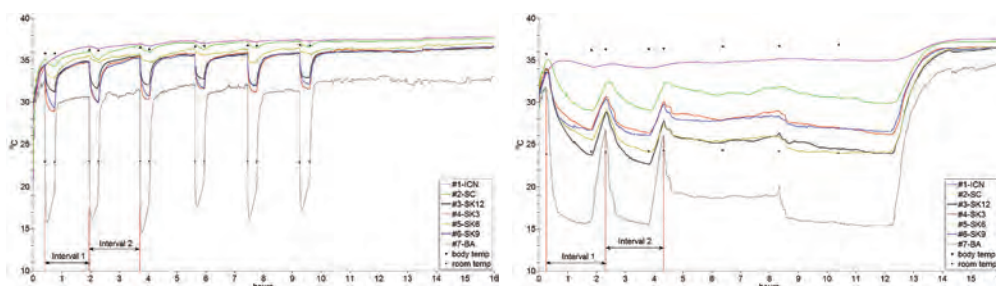 40
35
30
°C
25
20
15
10
#1-ICN
#2-SC
#3-SK12
#4-SK3
#5-SK6
#6-SK9
#7-BA
body temp
room temp
Interval 1
Interval 2
0 1 2 3 4 5 6 7 8 9 10 11 12 13 14 15 16
hours
40
35
30
°C
25
20
15
10
#1-ICN
#2-SC
#3-SK12
#4-SK3
#5-SK6
#6-SK9
#7-BA
body temp
room temp
Interval 1
Interval 2
0 1 2 3 4 5 6 7 8 9 10 11 12 13 14 15
hours